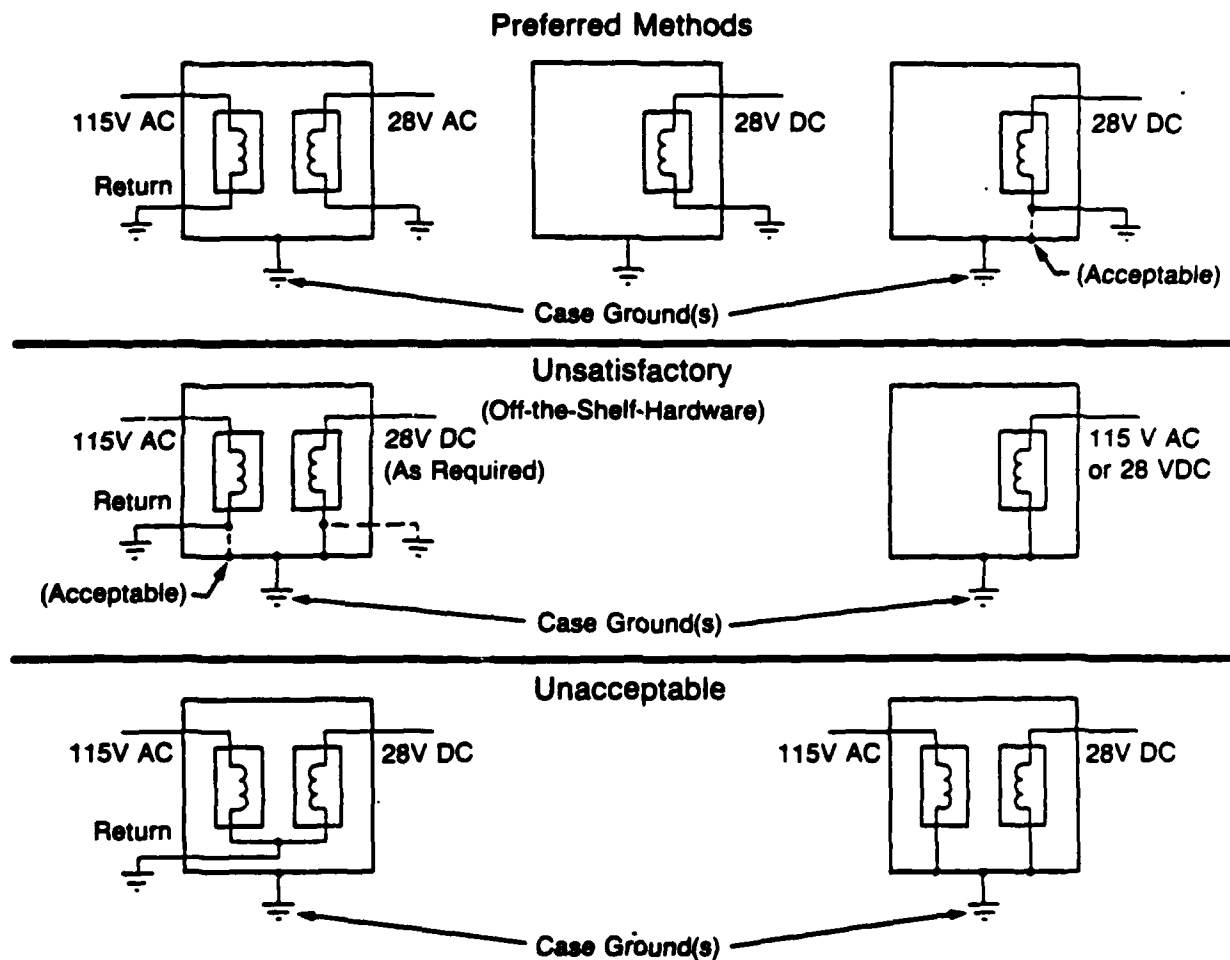 Preferred Methods
115V AC
28V AC
28V DC
28V DC
Return
(Acceptable)
Case Ground(s)
Unsatisfactory
(Off-the-Shelf-Hardware)
115V AC
28V DC
(As Required)
115 V AC
or 28 VDC
Return
(Acceptable)
Case Ground(s)
Unacceptable
115V AC
28V DC
115V AC
28V DC
Return
Case Ground(s)